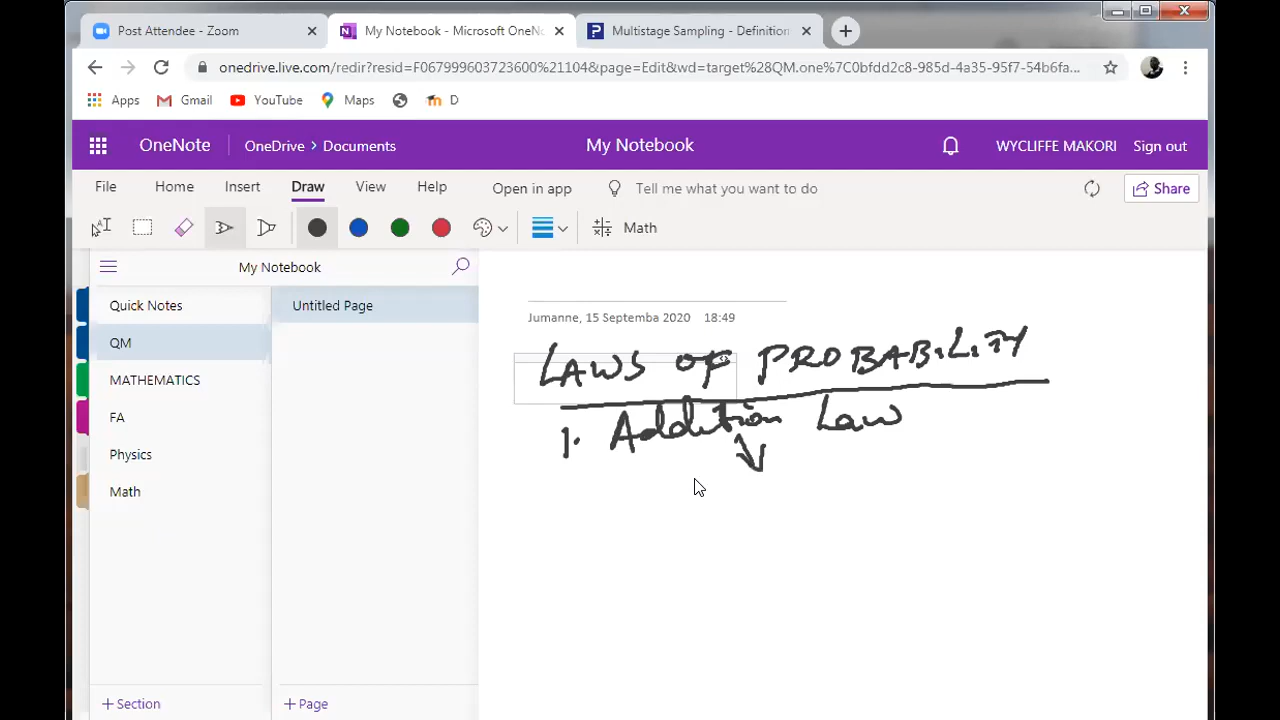 Post Attendee - Zoom
My Notebook - Microsoft OneNo
Multistage Sampling - Definition
onedrive.live.com/redir?resid=F067999603723600%21104&page=Edit&wd=target%28QM.one%7C0bfdd2c8-985d-4a35-95f7-54b6fa...
Apps Gmail YouTube Maps D
OneNote OneDrive > Documents My Notebook WYCLIFFE MAKORI Sign out
File Home Insert Draw View Help Open in app Tell me what you want to do Share
Math
My Notebook
Quick Notes
QM
MATHEMATICS
FA
Physics
Math
+ Section
Untitled Page
+ Page
Jumanne, 15 Septemba 2020 18:49
LAWS OF PROBABILITY
1. Addition Law